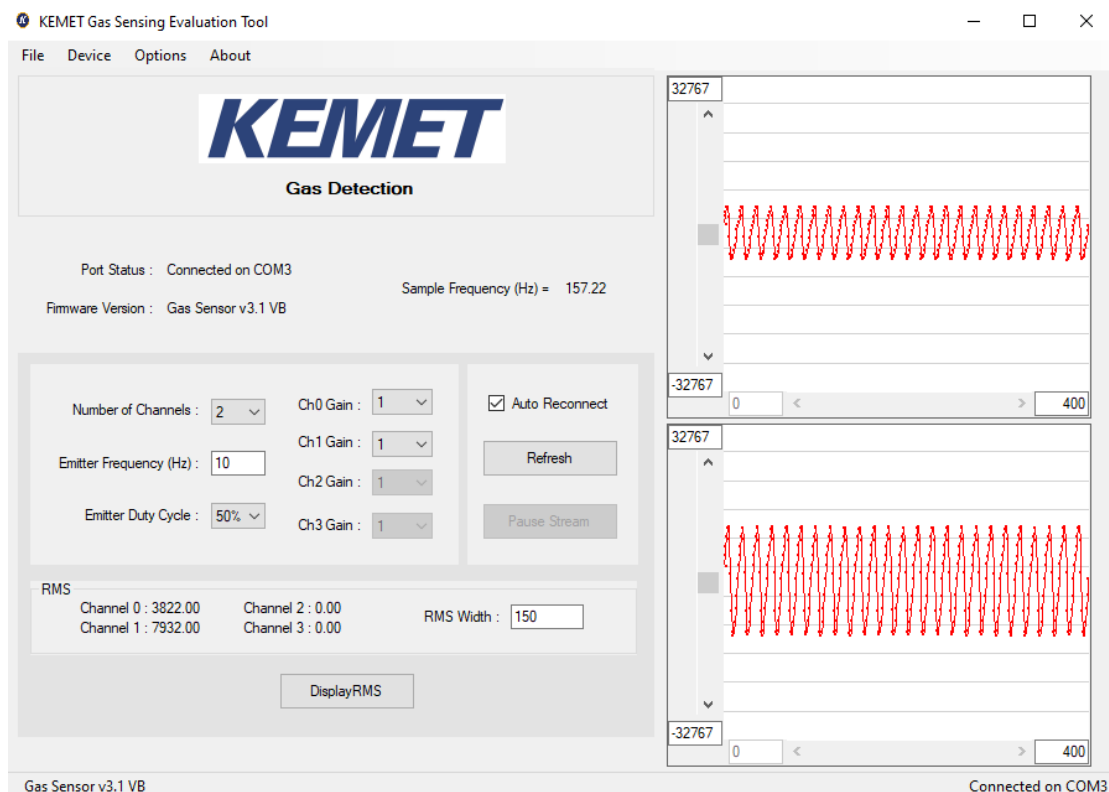 KEMET Gas Sensing Evaluation Tool
File Device Options About
KEMET
Gas Detection
Port Status : Connected on COM3
Firmware Version : Gas Sensor v3.1 VB
Sample Frequency (Hz) = 157.22
Number of Channels : 2
Emitter Frequency (Hz) : 10
Emitter Duty Cycle : 50%
Ch0 Gain : 1
Ch1 Gain : 1
Ch2 Gain : 1
Ch3 Gain : 1
Auto Reconnect
Refresh
Pause Stream
RMS
Channel 0 : 3822.00 Channel 2 : 0.00
Channel 1 : 7932.00 Channel 3 : 0.00
RMS Width : 150
DisplayRMS
32767
-32767
0 400
32767
-32767
0 400
Gas Sensor v3.1 VB Connected on COM3